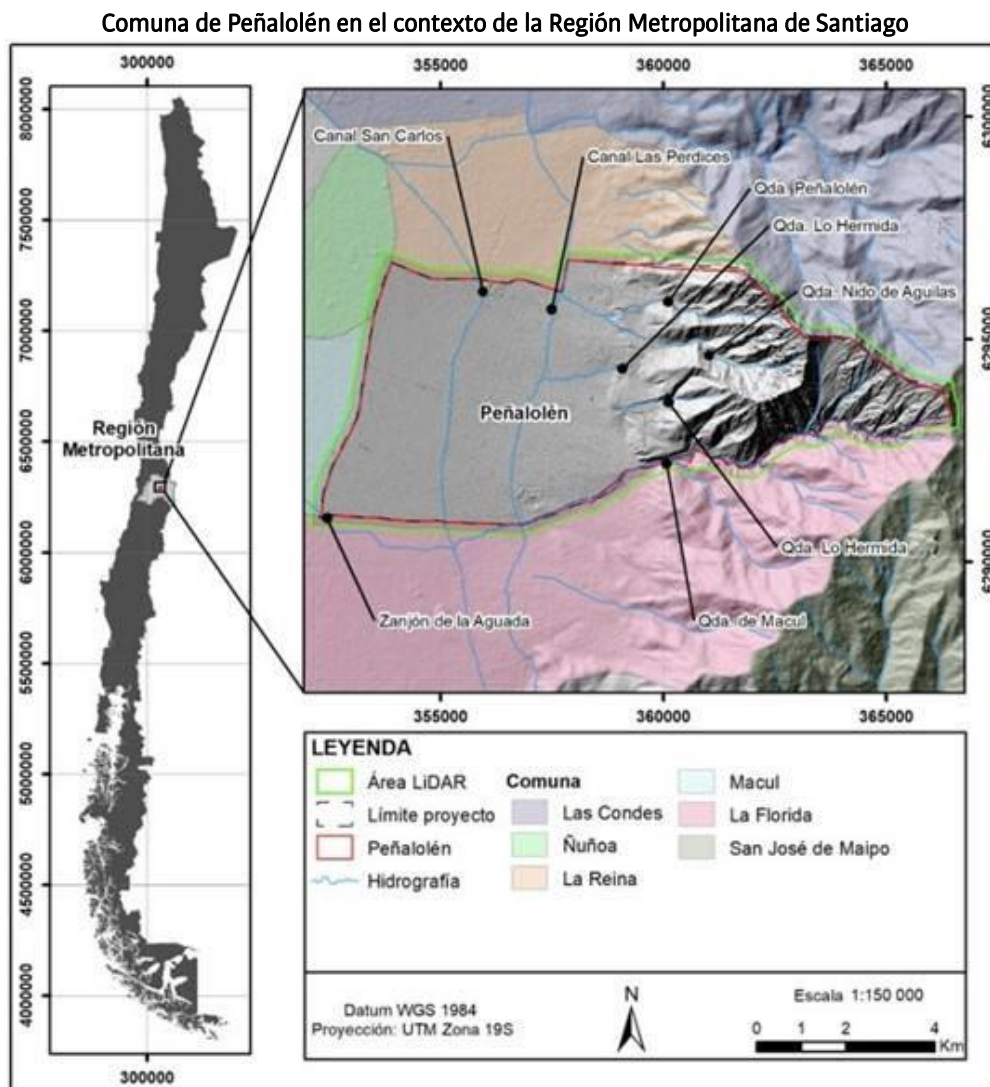 Comuna de Peñalolén en el contexto de la Región Metropolitana de Santiago
300000
355000
360000
365000
8000000
7500000
7000000
6500000
6000000
5500000
5000000
4500000
4000000
Región
Metropolitana
300000
Canal San Carlos
Canal Las Perdices
Qda. Peñalolén
Qda. Lo Hermida
Qda. Nido de Aguilas
Peñalolén
Qda. Lo Hermida
Zanjón de la Aguada
Qda. de Macul
6300000
6295000
6290000
355000
360000
365000
LEYENDA
Área LiDAR
Límite proyecto
Peñalolén
Hidrografía
Comuna
Las Condes
Ñuñoa
La Reina
Macul
La Florida
San José de Maipo
Datum WGS 1984
Proyección: UTM Zona 19S
N
Escala 1:150 000
0 1 2 4
Km